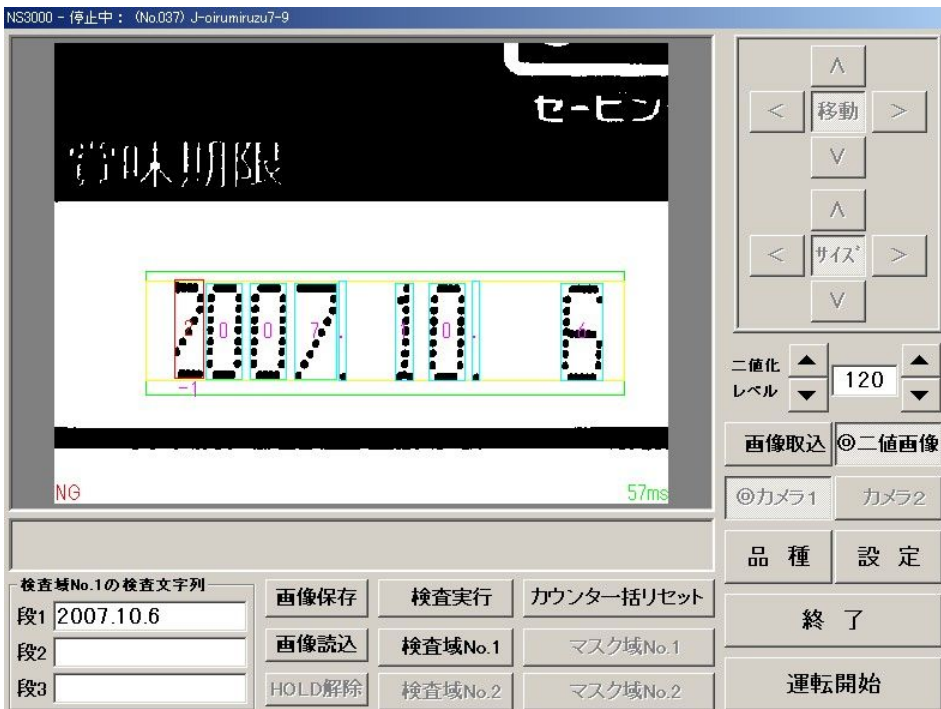 NS3000 - 停止中： (No.037) J-oirumiruzu7-9
セービン
賞味期限
2007. 10. 6
2 0 0 7 . 1 0 . 6
-1
NG
57ms
∧
< 移動 >
∨
∧
< サイズ >
∨
二値化
レベル
120
画像取込
◎二値画像
◎カメラ1
カメラ2
品 種
設 定
終 了
運転開始
検査域No.1の検査文字列
段1 2007.10.6
段2
段3
画像保存
検査実行
カウンター括リセット
画像読込
検査域No.1
マスク域No.1
HOLD解除
検査域No.2
マスク域No.2